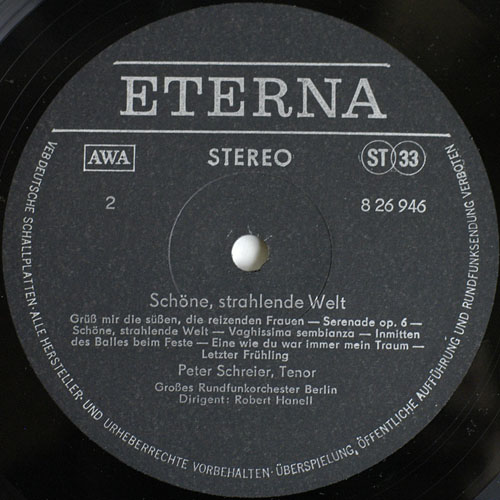 ETERNA
AWA
STEREO
ST 33
2
8 26 946
Schöne, strahlende Welt
Grüß mir die süßen, die reizenden Frauen — Serenade op. 6 —
Schöne, strahlende Welt — Vaghissima sembianza — Inmitten
des Balles beim Feste — Eine wie du war immer mein Traum —
Letzter Frühling
Peter Schreier, Tenor
Großes Rundfunkorchester Berlin
Dirigent: Robert Hanell
VEB DEUTSCHE SCHALLPLATTEN · ALLE HERSTELLER- UND URHEBERRECHTE VORBEHALTEN · ÜBERSPIELUNG, ÖFFENTLICHE AUFFÜHRUNG UND RUNDFUNKSENDUNG VERBOTEN